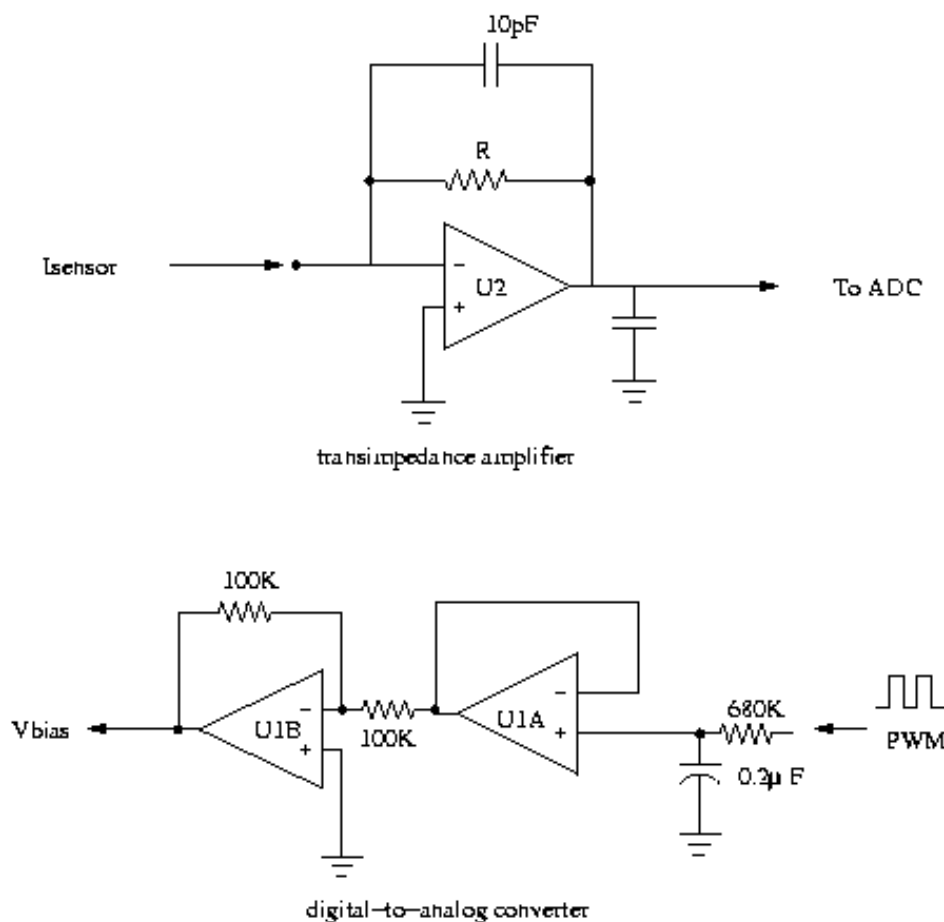 10pF
R
Isensor
−
U2
+
To ADC
transimpedance amplifier
100K
Vbias
U1B
−
+
100K
U1A
−
+
680K
PWM
0.2µ F
digital−to−analog converter